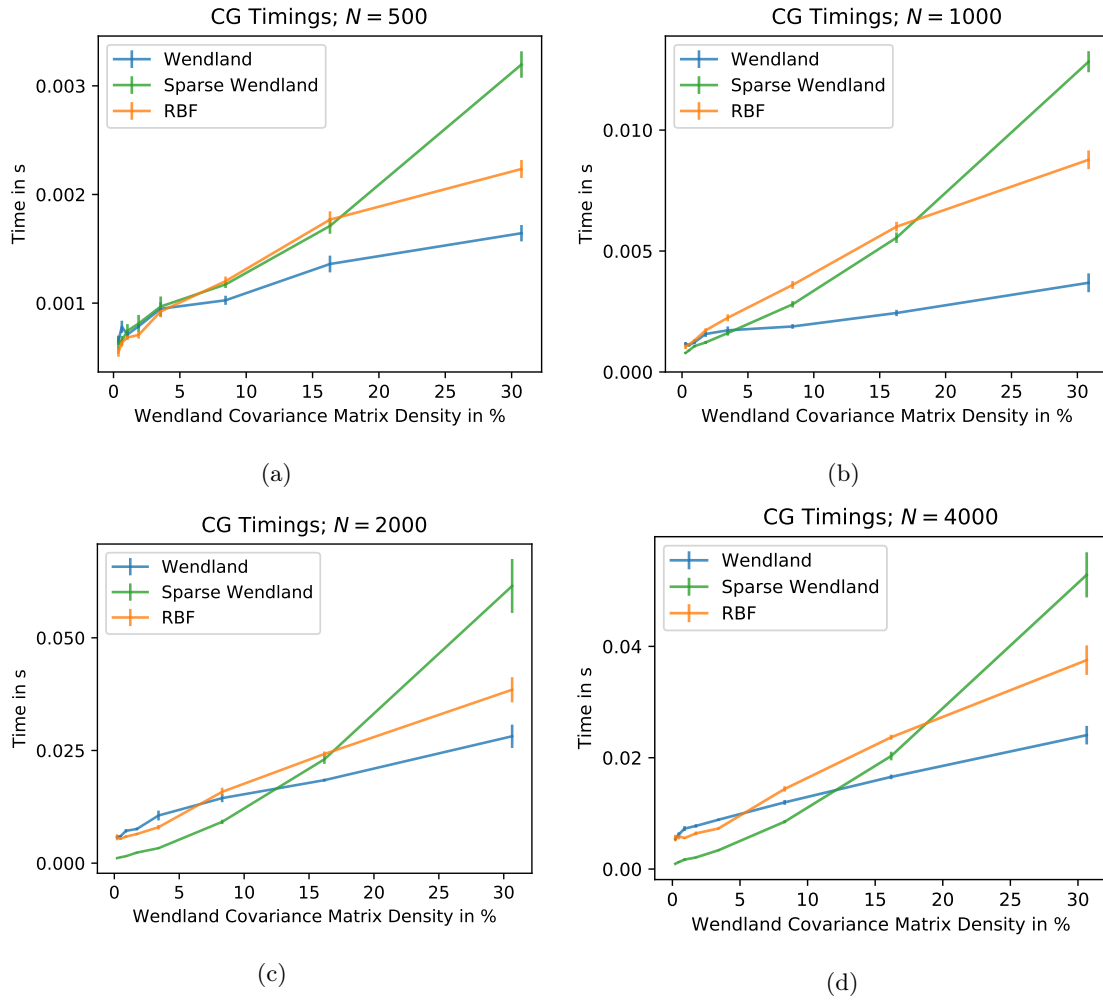 CG Timings; N = 500
Wendland
Sparse Wendland
RBF
Time in s
0.003
0.002
0.001
0 5 10 15 20 25 30
Wendland Covariance Matrix Density in %
(a)
CG Timings; N = 1000
Wendland
Sparse Wendland
RBF
Time in s
0.010
0.005
0.000
0 5 10 15 20 25 30
Wendland Covariance Matrix Density in %
(b)
CG Timings; N = 2000
Wendland
Sparse Wendland
RBF
Time in s
0.050
0.025
0.000
0 5 10 15 20 25 30
Wendland Covariance Matrix Density in %
(c)
CG Timings; N = 4000
Wendland
Sparse Wendland
RBF
Time in s
0.04
0.02
0.00
0 5 10 15 20 25 30
Wendland Covariance Matrix Density in %
(d)